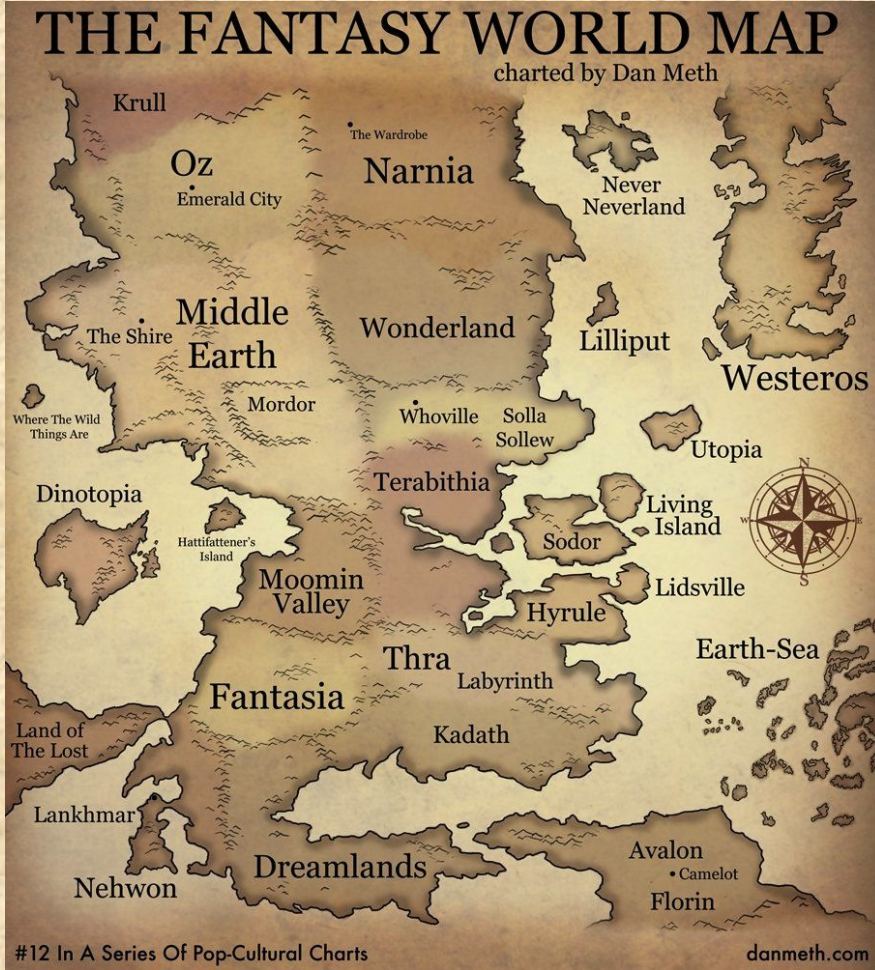 THE FANTASY WORLD MAP
charted by Dan Meth
Krull
The Wardrobe
Oz
Narnia
Emerald City
Never
Neverland
Middle
Earth
The Shire
Wonderland
Lilliput
Westeros
Mordor
Where The Wild
Things Are
Whoville
Solla
Sollew
Utopia
Terabithia
Dinotopia
Living
Island
Hattifattener's
Island
Sodor
N
W
E
S
Moomin
Valley
Lidsville
Hyrule
Thra
Earth-Sea
Labyrinth
Fantasia
Land of
The Lost
Kadath
Lankhmar
Nehwon
Dreamlands
Avalon
Camelot
Florin
#12 In A Series Of Pop-Cultural Charts
danmeth.com